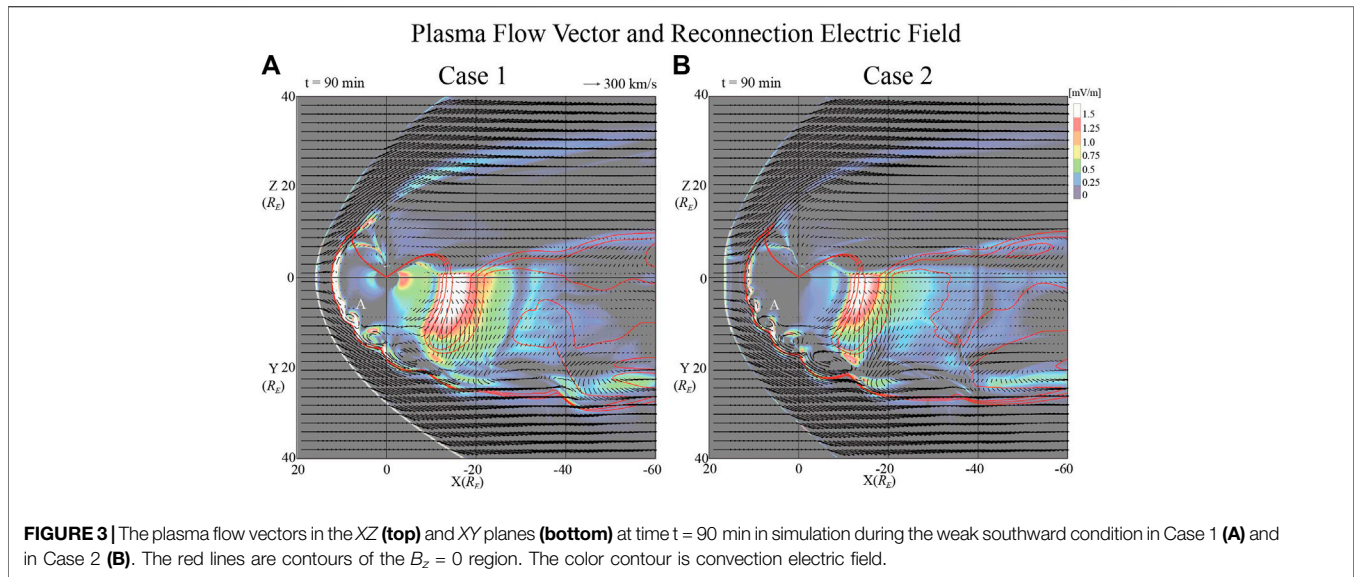 Plasma Flow Vector and Reconnection Electric Field
A
Case 1
t = 90 min
300 km/s
B
Case 2
t = 90 min
[mV/m]
1.5
1.25
1.0
0.75
0.5
0.25
0
40
Z 20
(R_E)
0
A
Y 20
(R_E)
40
20 0 -20 -40 -60
X(R_E)
40
Z 20
(R_E)
0
A
Y 20
(R_E)
40
20 0 -20 -40 -60
X(R_E)
FIGURE 3 | The plasma flow vectors in the XZ (top) and XY planes (bottom) at time t = 90 min in simulation during the weak southward condition in Case 1 (A) and
in Case 2 (B). The red lines are contours of the B_z = 0 region. The color contour is convection electric field.